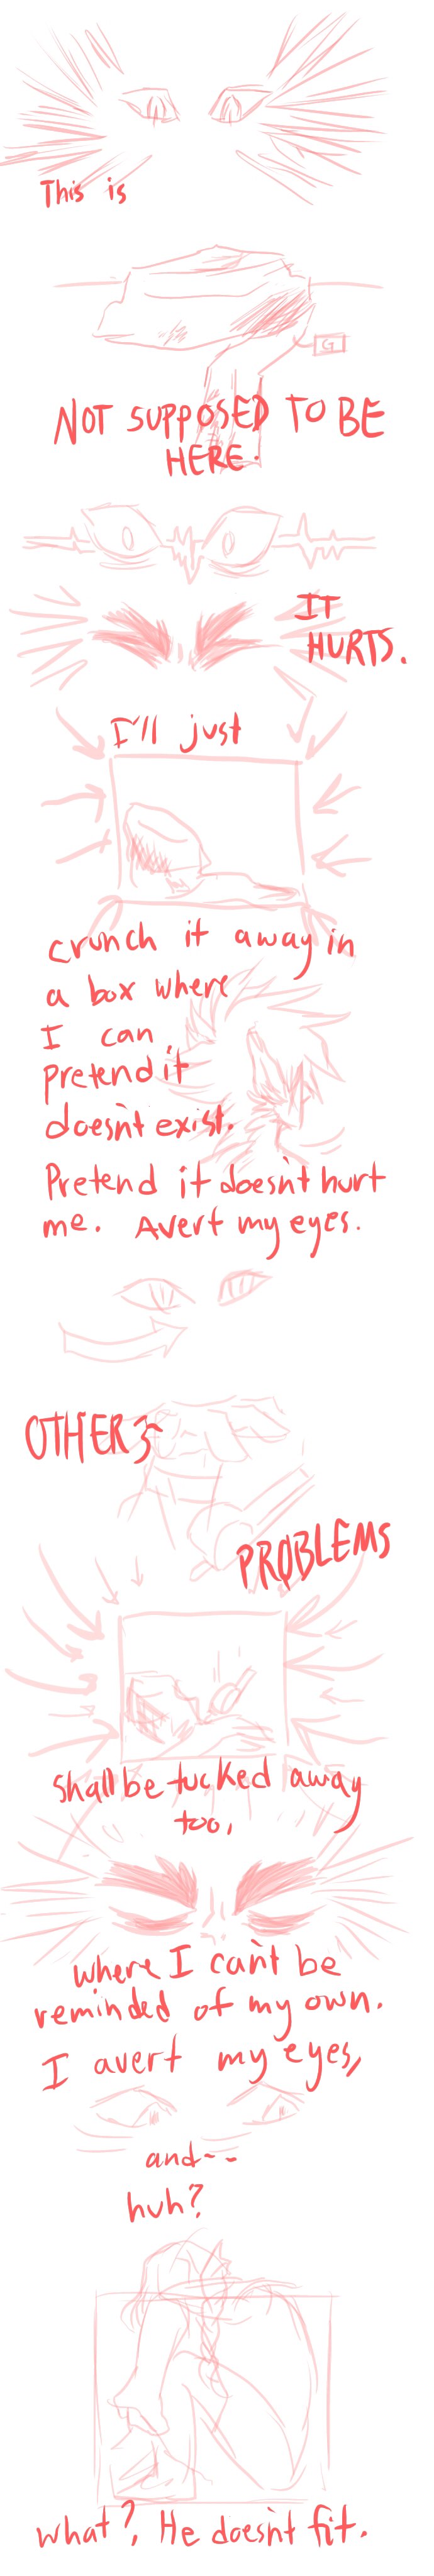 This is
G
NOT SUPPOSED TO BE
HERE.
IT
HURTS.
I'll just
crunch it away in
a box where
I can
pretend it
doesn't exist.
Pretend it doesn't hurt
me. Avert my eyes.
OTHERS
PROBLEMS
shall be tucked away
too,
where I can't be
reminded of my own.
I avert my eyes,
and--
huh?
what?, He doesn't fit.